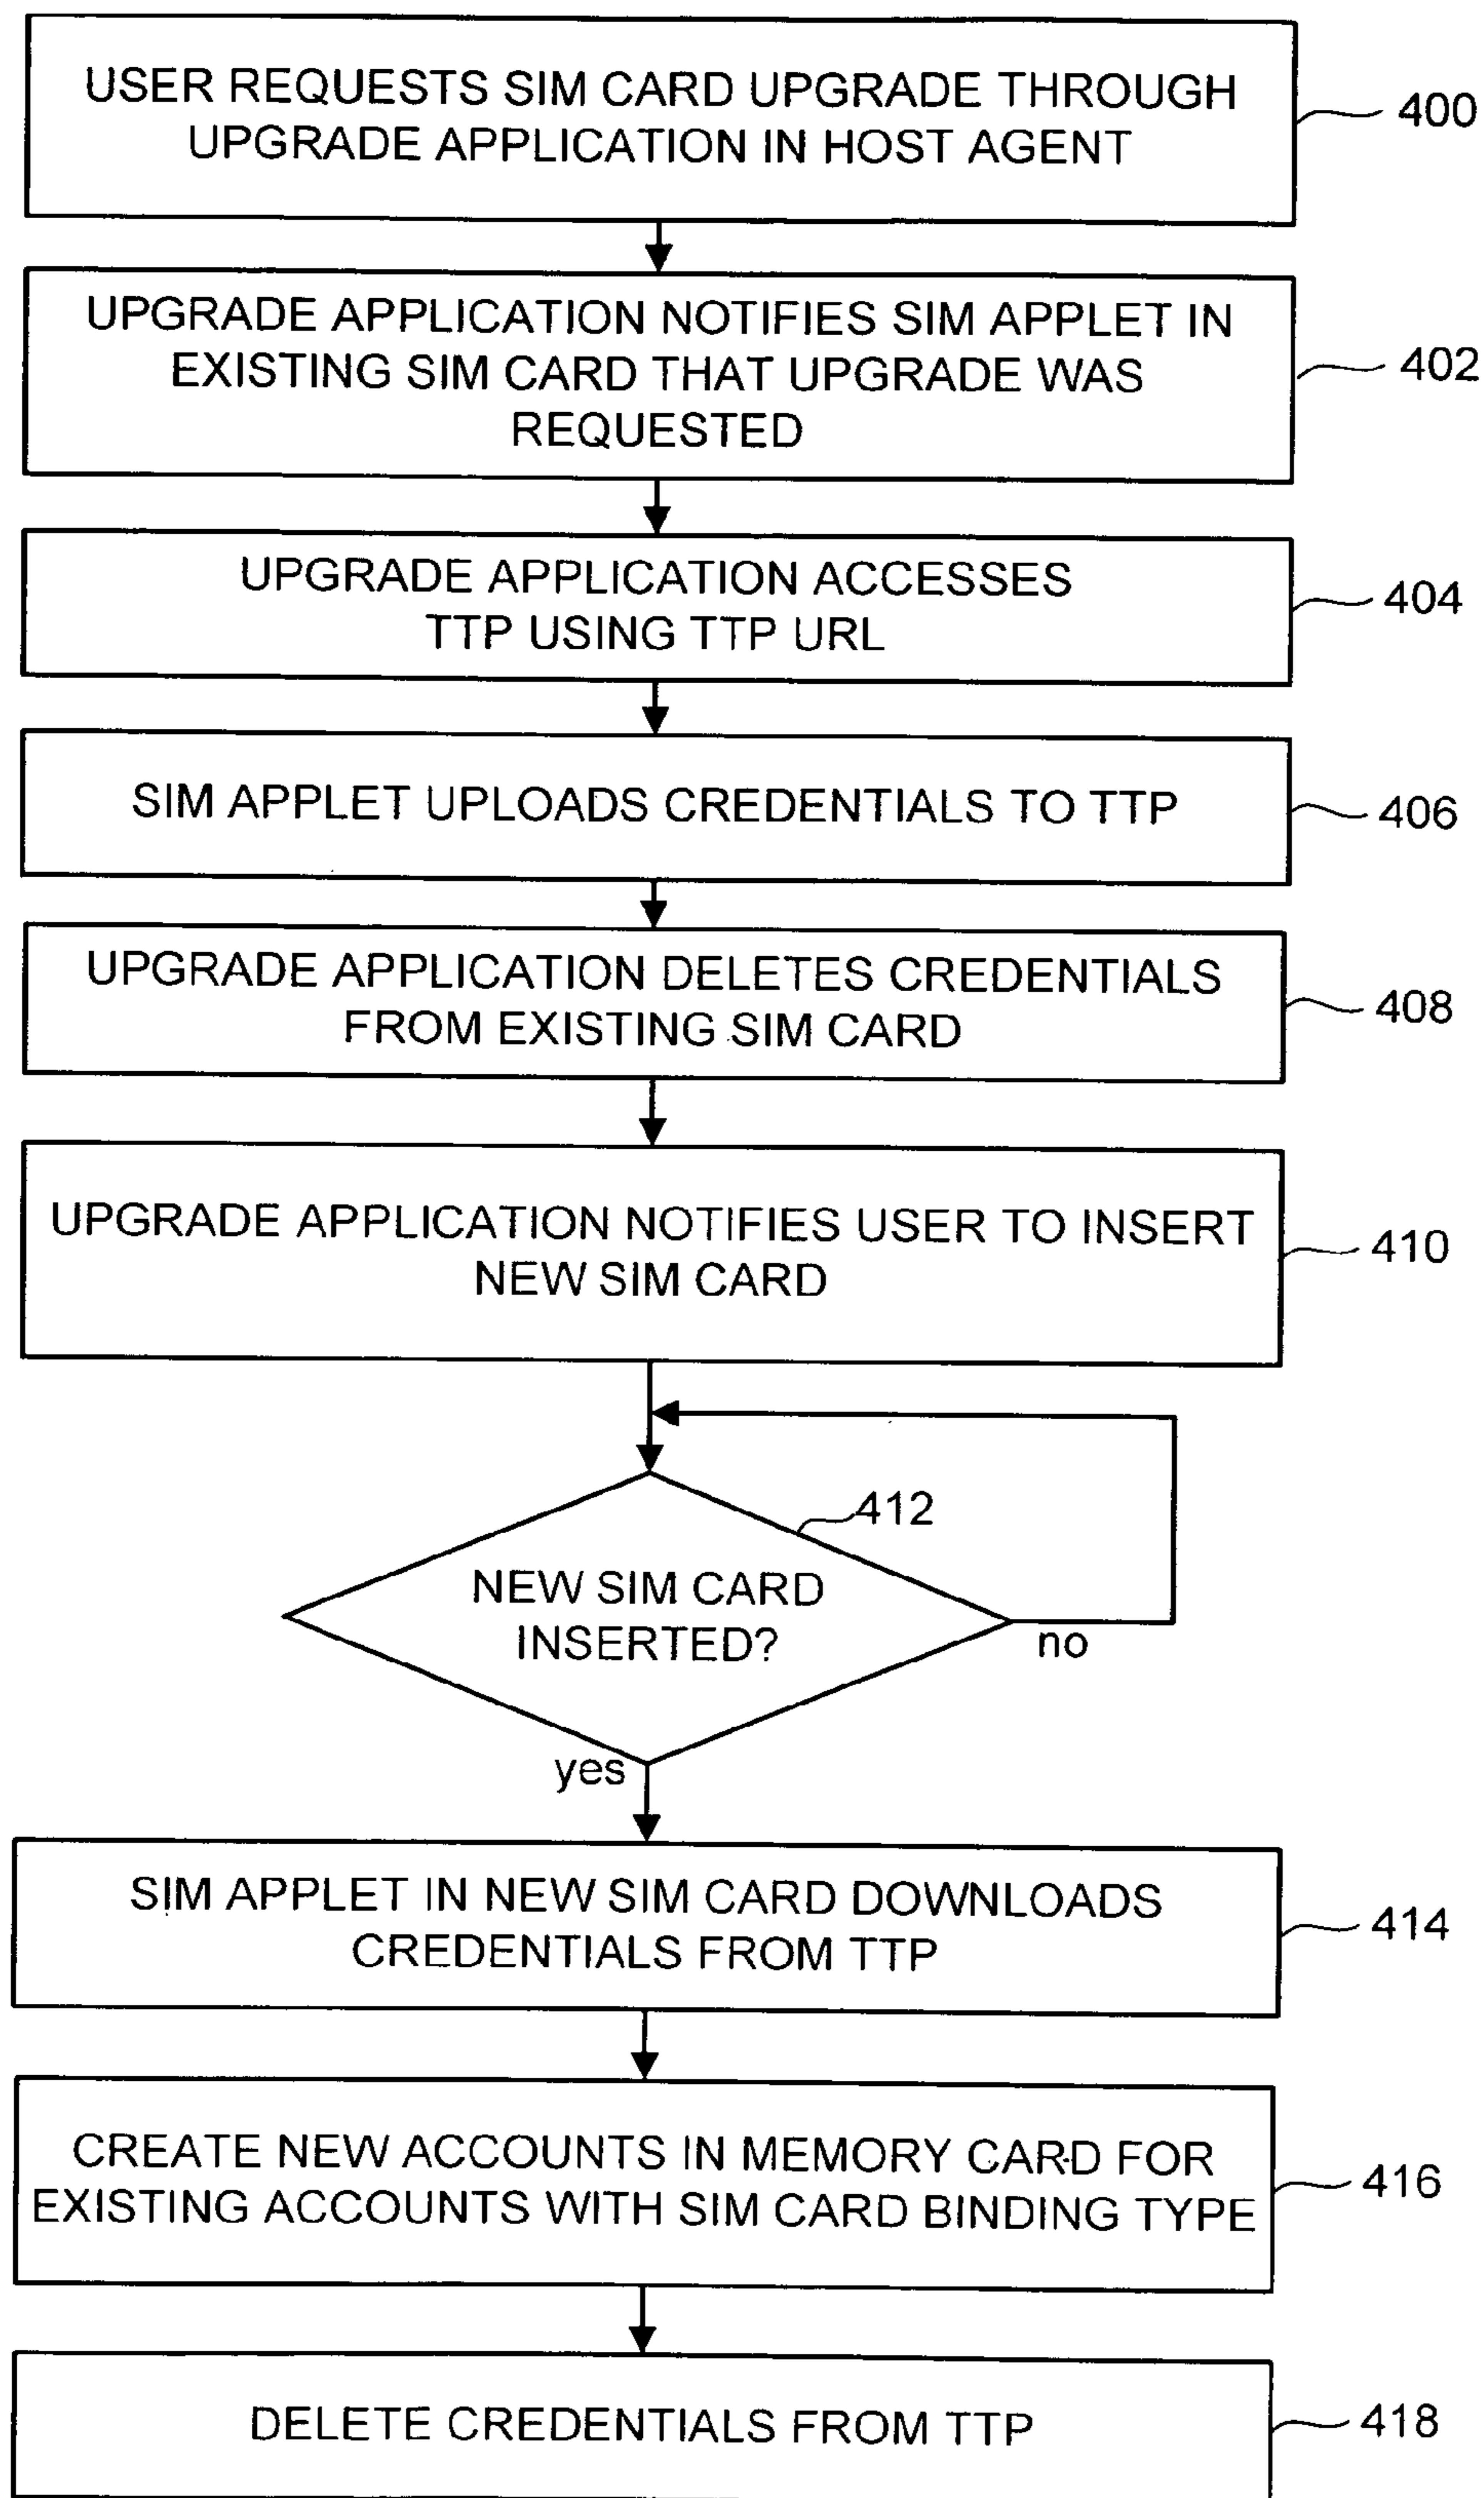 USER REQUESTS SIM CARD UPGRADE THROUGH
UPGRADE APPLICATION IN HOST AGENT
400
UPGRADE APPLICATION NOTIFIES SIM APPLET IN
EXISTING SIM CARD THAT UPGRADE WAS
REQUESTED
402
UPGRADE APPLICATION ACCESSES
TTP USING TTP URL
404
SIM APPLET UPLOADS CREDENTIALS TO TTP
406
UPGRADE APPLICATION DELETES CREDENTIALS
FROM EXISTING SIM CARD
408
UPGRADE APPLICATION NOTIFIES USER TO INSERT
NEW SIM CARD
410
412
NEW SIM CARD
INSERTED?
no
yes
SIM APPLET IN NEW SIM CARD DOWNLOADS
CREDENTIALS FROM TTP
414
CREATE NEW ACCOUNTS IN MEMORY CARD FOR
EXISTING ACCOUNTS WITH SIM CARD BINDING TYPE
416
DELETE CREDENTIALS FROM TTP
418